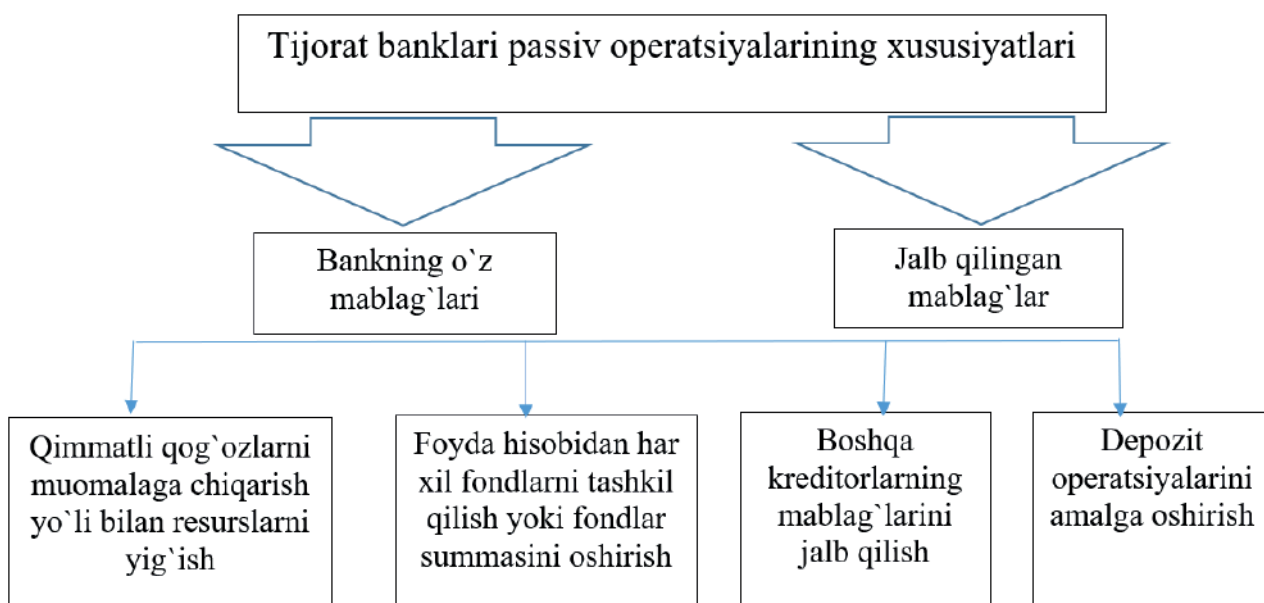 Tijorat banklari passiv operatsiyalarining xususiyatlari
Bankning o`z
mablag`lari
Jalb qilingan
mablag`lar
Qimmatli qog`ozlarni
muomalaga chiqarish
yo`li bilan resurslarni
yig`ish
Foyda hisobidan har
xil fondlarni tashkil
qilish yoki fondlar
summasini oshirish
Boshqa
kreditorlarning
mablag`larini
jalb qilish
Depozit
operatsiyalarini
amalga oshirish